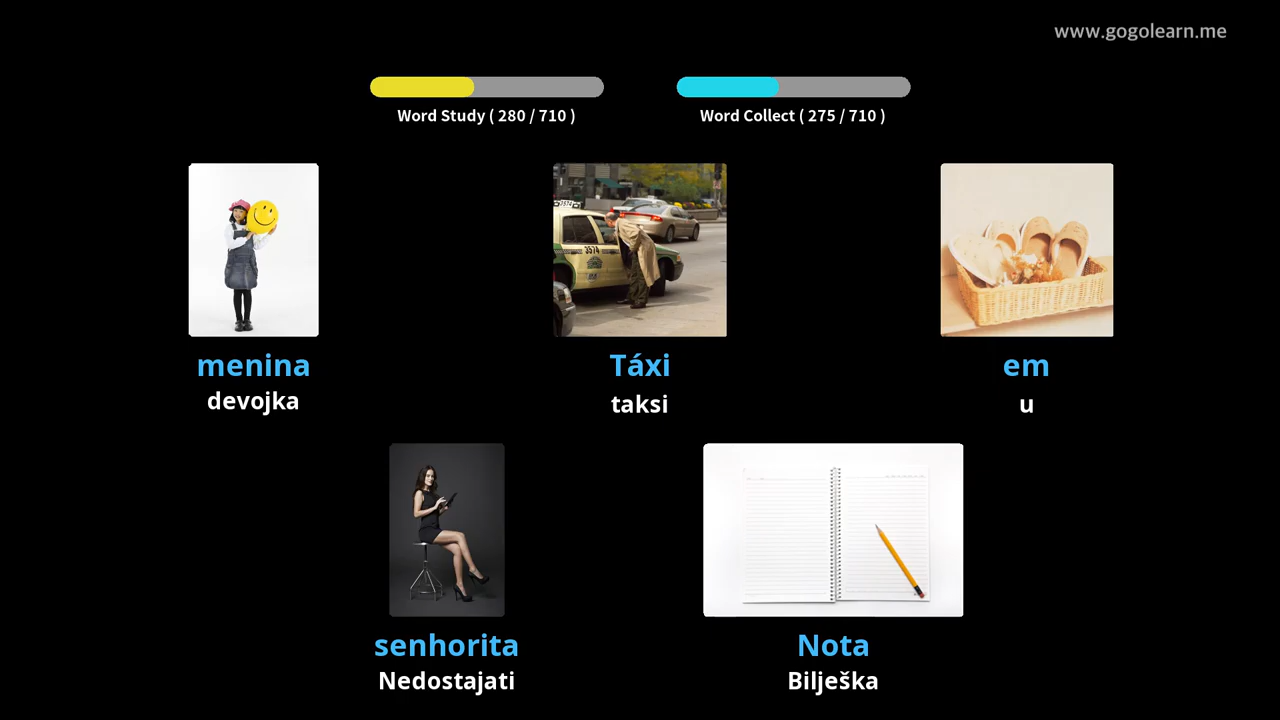 www.gogolearn.me
Word Study ( 280 / 710 )
Word Collect ( 275 / 710 )
3574
menina
devojka
Táxi
taksi
em
u
senhorita
Nedostajati
Nota
Bilješka